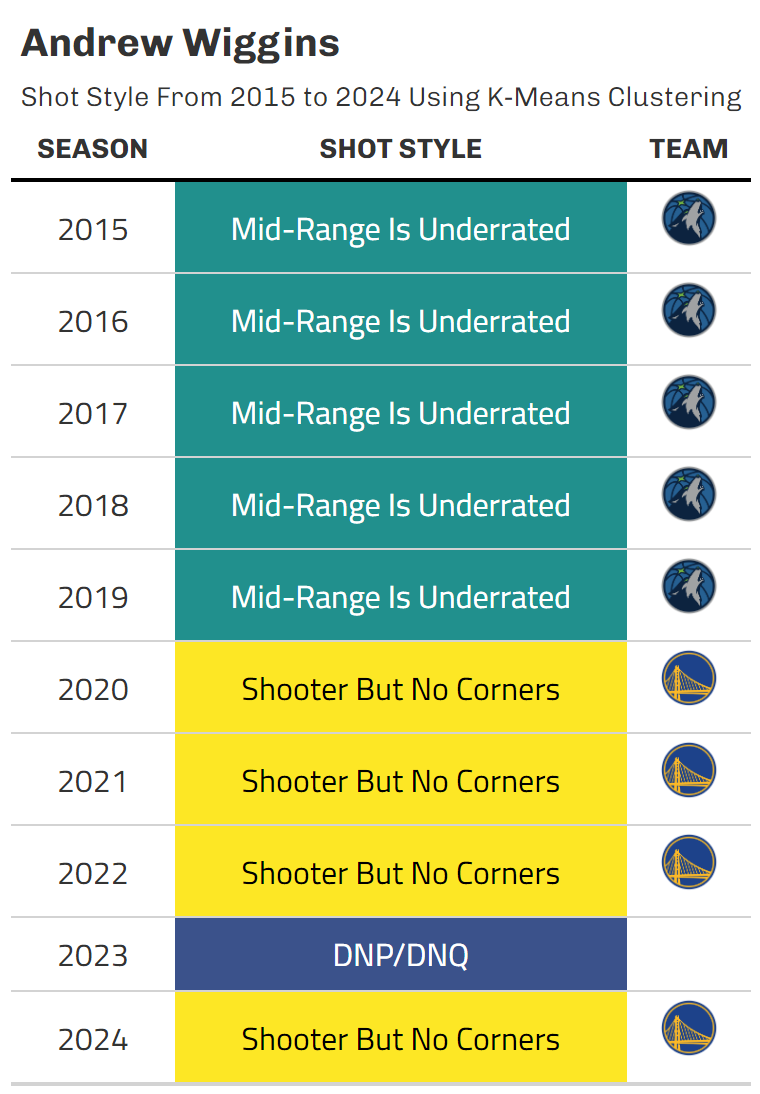 Andrew Wiggins
Shot Style From 2015 to 2024 Using K-Means Clustering
SEASON SHOT STYLE TEAM
2015 Mid-Range Is Underrated
2016 Mid-Range Is Underrated
2017 Mid-Range Is Underrated
2018 Mid-Range Is Underrated
2019 Mid-Range Is Underrated
2020 Shooter But No Corners
2021 Shooter But No Corners
2022 Shooter But No Corners
2023 DNP/DNQ
2024 Shooter But No Corners